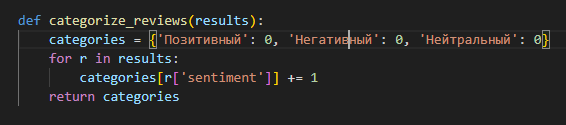 def categorize_reviews(results):
    categories = {'Позитивный': 0, 'Негативный': 0, 'Нейтральный': 0}
    for r in results:
        categories[r['sentiment']] += 1
    return categories